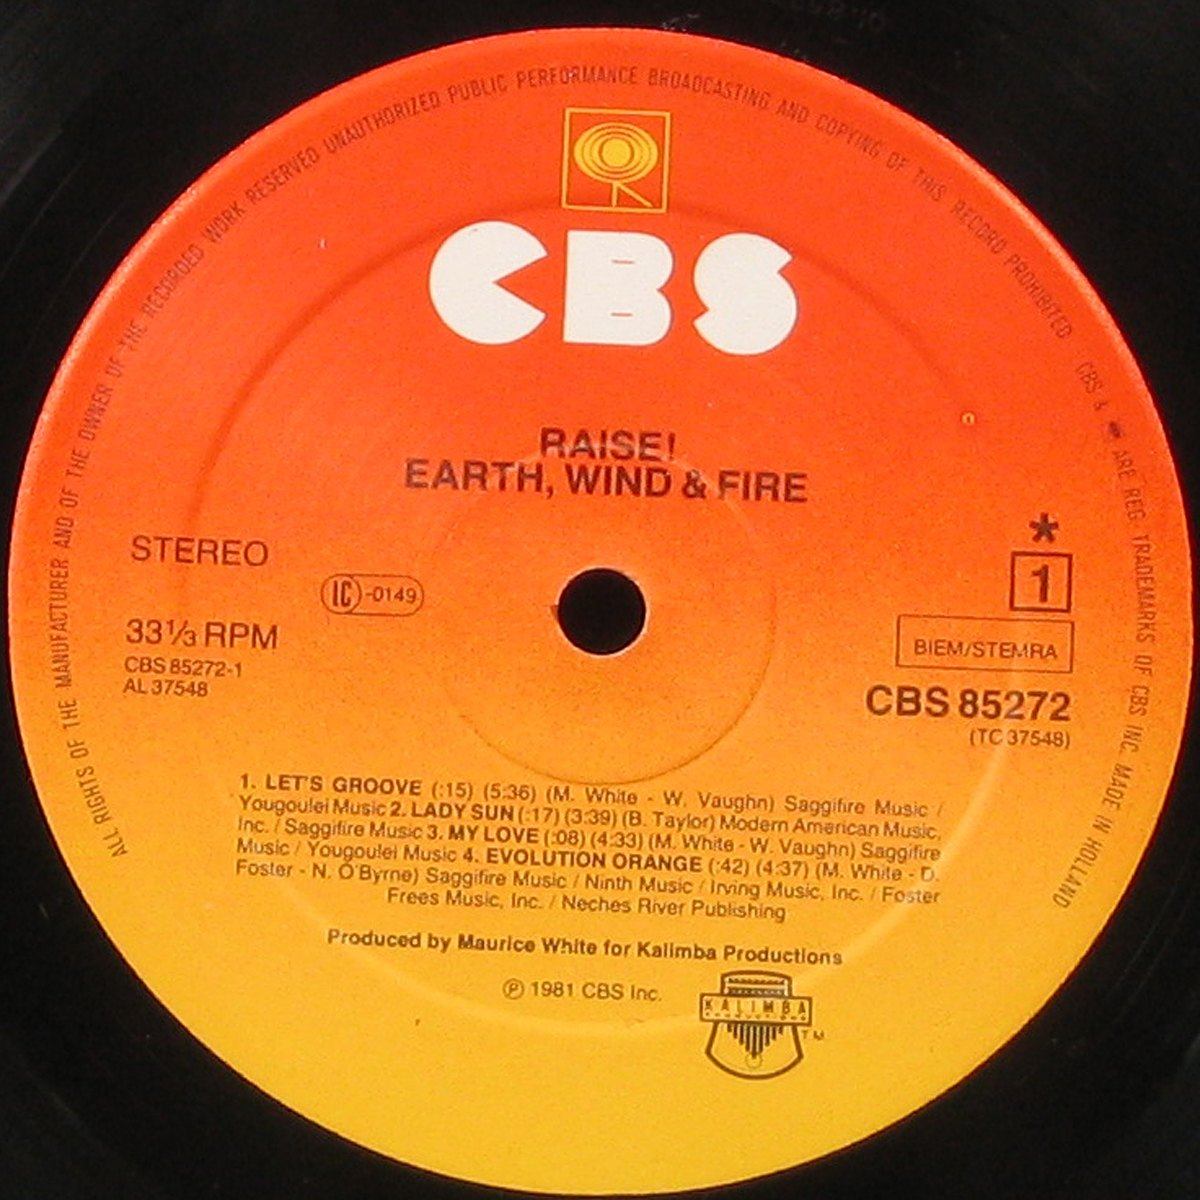 ALL RIGHTS OF THE MANUFACTURER AND OF THE OWNER OF THE RECORDED WORK RESERVED UNAUTHORIZED PUBLIC PERFORMANCE BROADCASTING AND COPYING OF THIS RECORD PROHIBITED CBS & ARE REG. TRADEMARKS OF CBS INC. MADE IN HOLLAND
CBS
RAISE!
EARTH, WIND & FIRE
STEREO
LC-0149
33 1/3 RPM
CBS 85272-1
AL 37548
*
1
BIEM/STEMRA
CBS 85272
(TC 37548)
1. LET'S GROOVE (:15) (5:36) (M. White - W. Vaughn) Saggifire Music /
Yougoulei Music 2. LADY SUN (:17) (3:39) (B. Taylor) Modern American Music,
Inc. / Saggifire Music 3. MY LOVE (:08) (4:33) (M. White - W. Vaughn) Saggifire
Music / Yougoulei Music 4. EVOLUTION ORANGE (:42) (4:37) (M. White - D.
Foster - N. O'Byrne) Saggifire Music / Ninth Music / Irving Music, Inc. / Foster
Frees Music, Inc. / Neches River Publishing
Produced by Maurice White for Kalimba Productions
℗ 1981 CBS Inc.
KALIMBA
PRODUCTIONS
TM